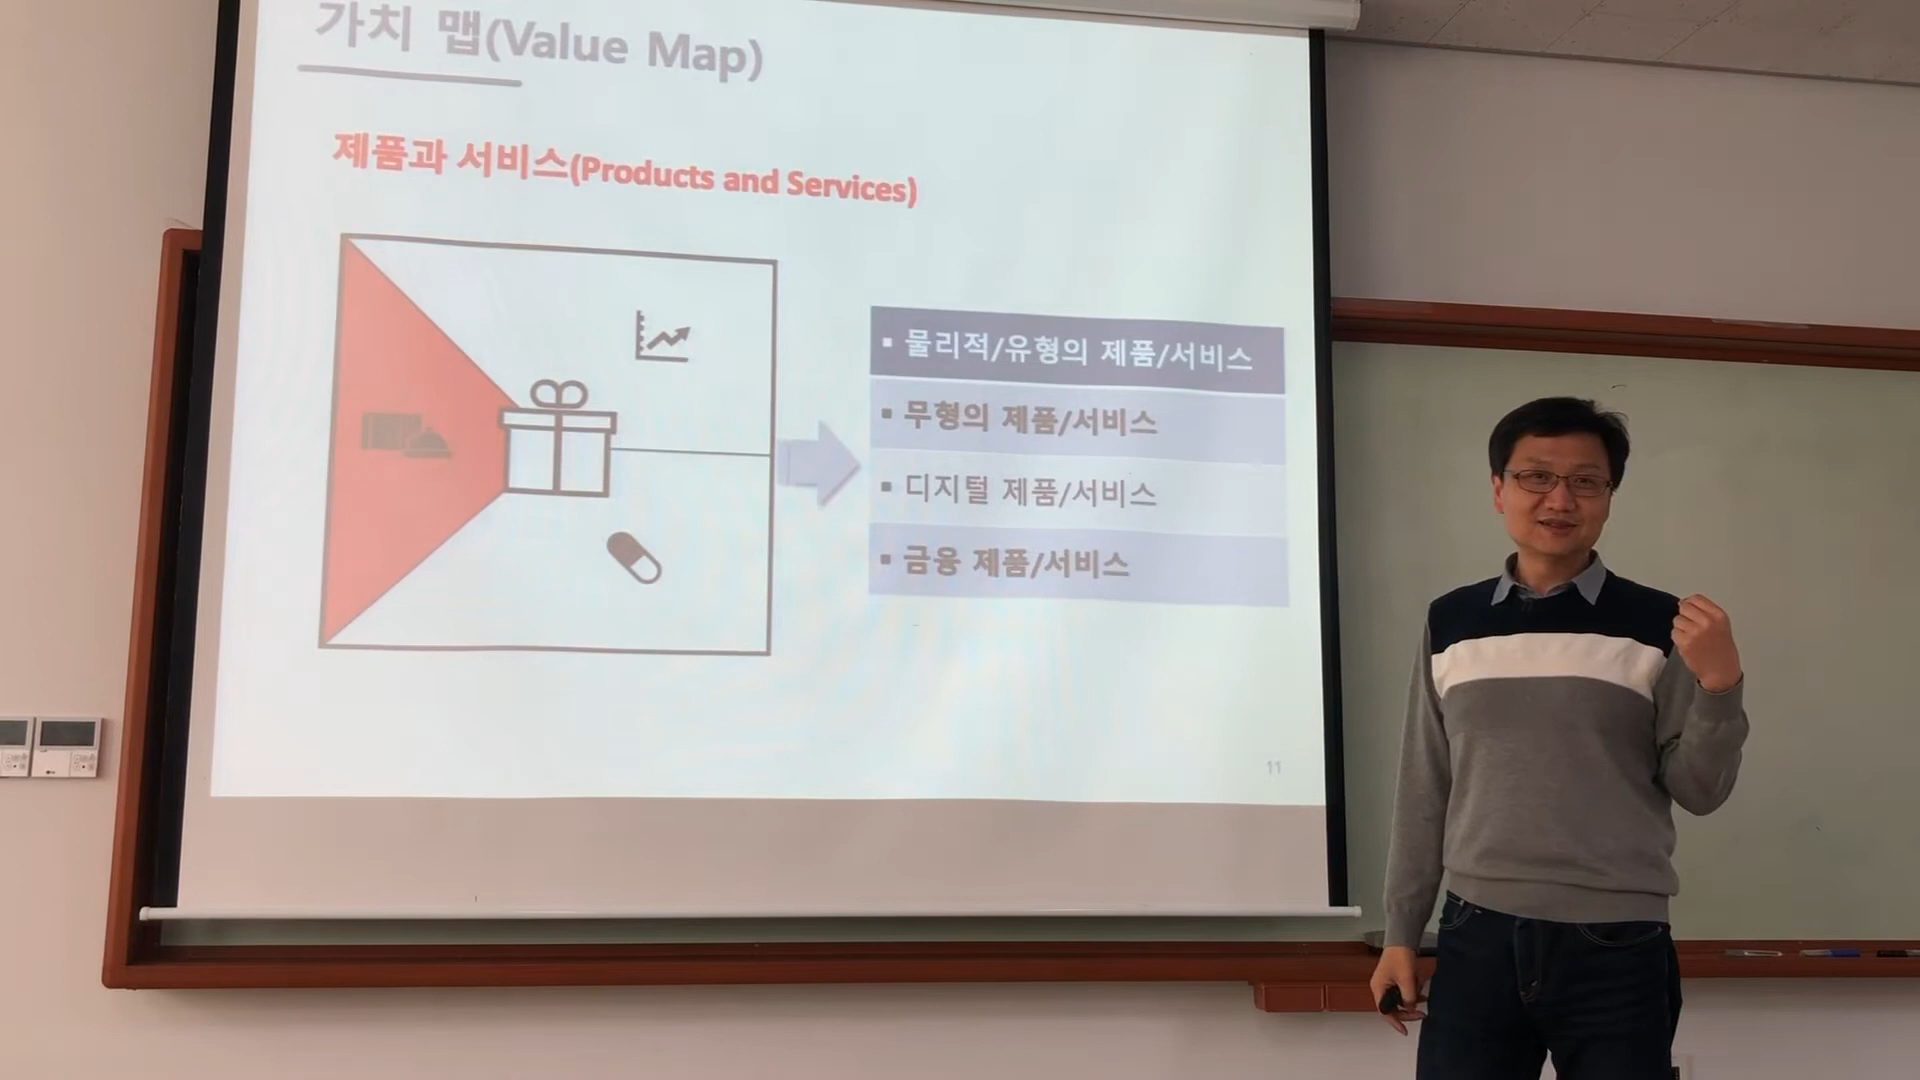 가치 맵(Value Map)
제품과 서비스(Products and Services)
▪ 물리적/유형의 제품/서비스
▪ 무형의 제품/서비스
▪ 디지털 제품/서비스
▪ 금융 제품/서비스
11